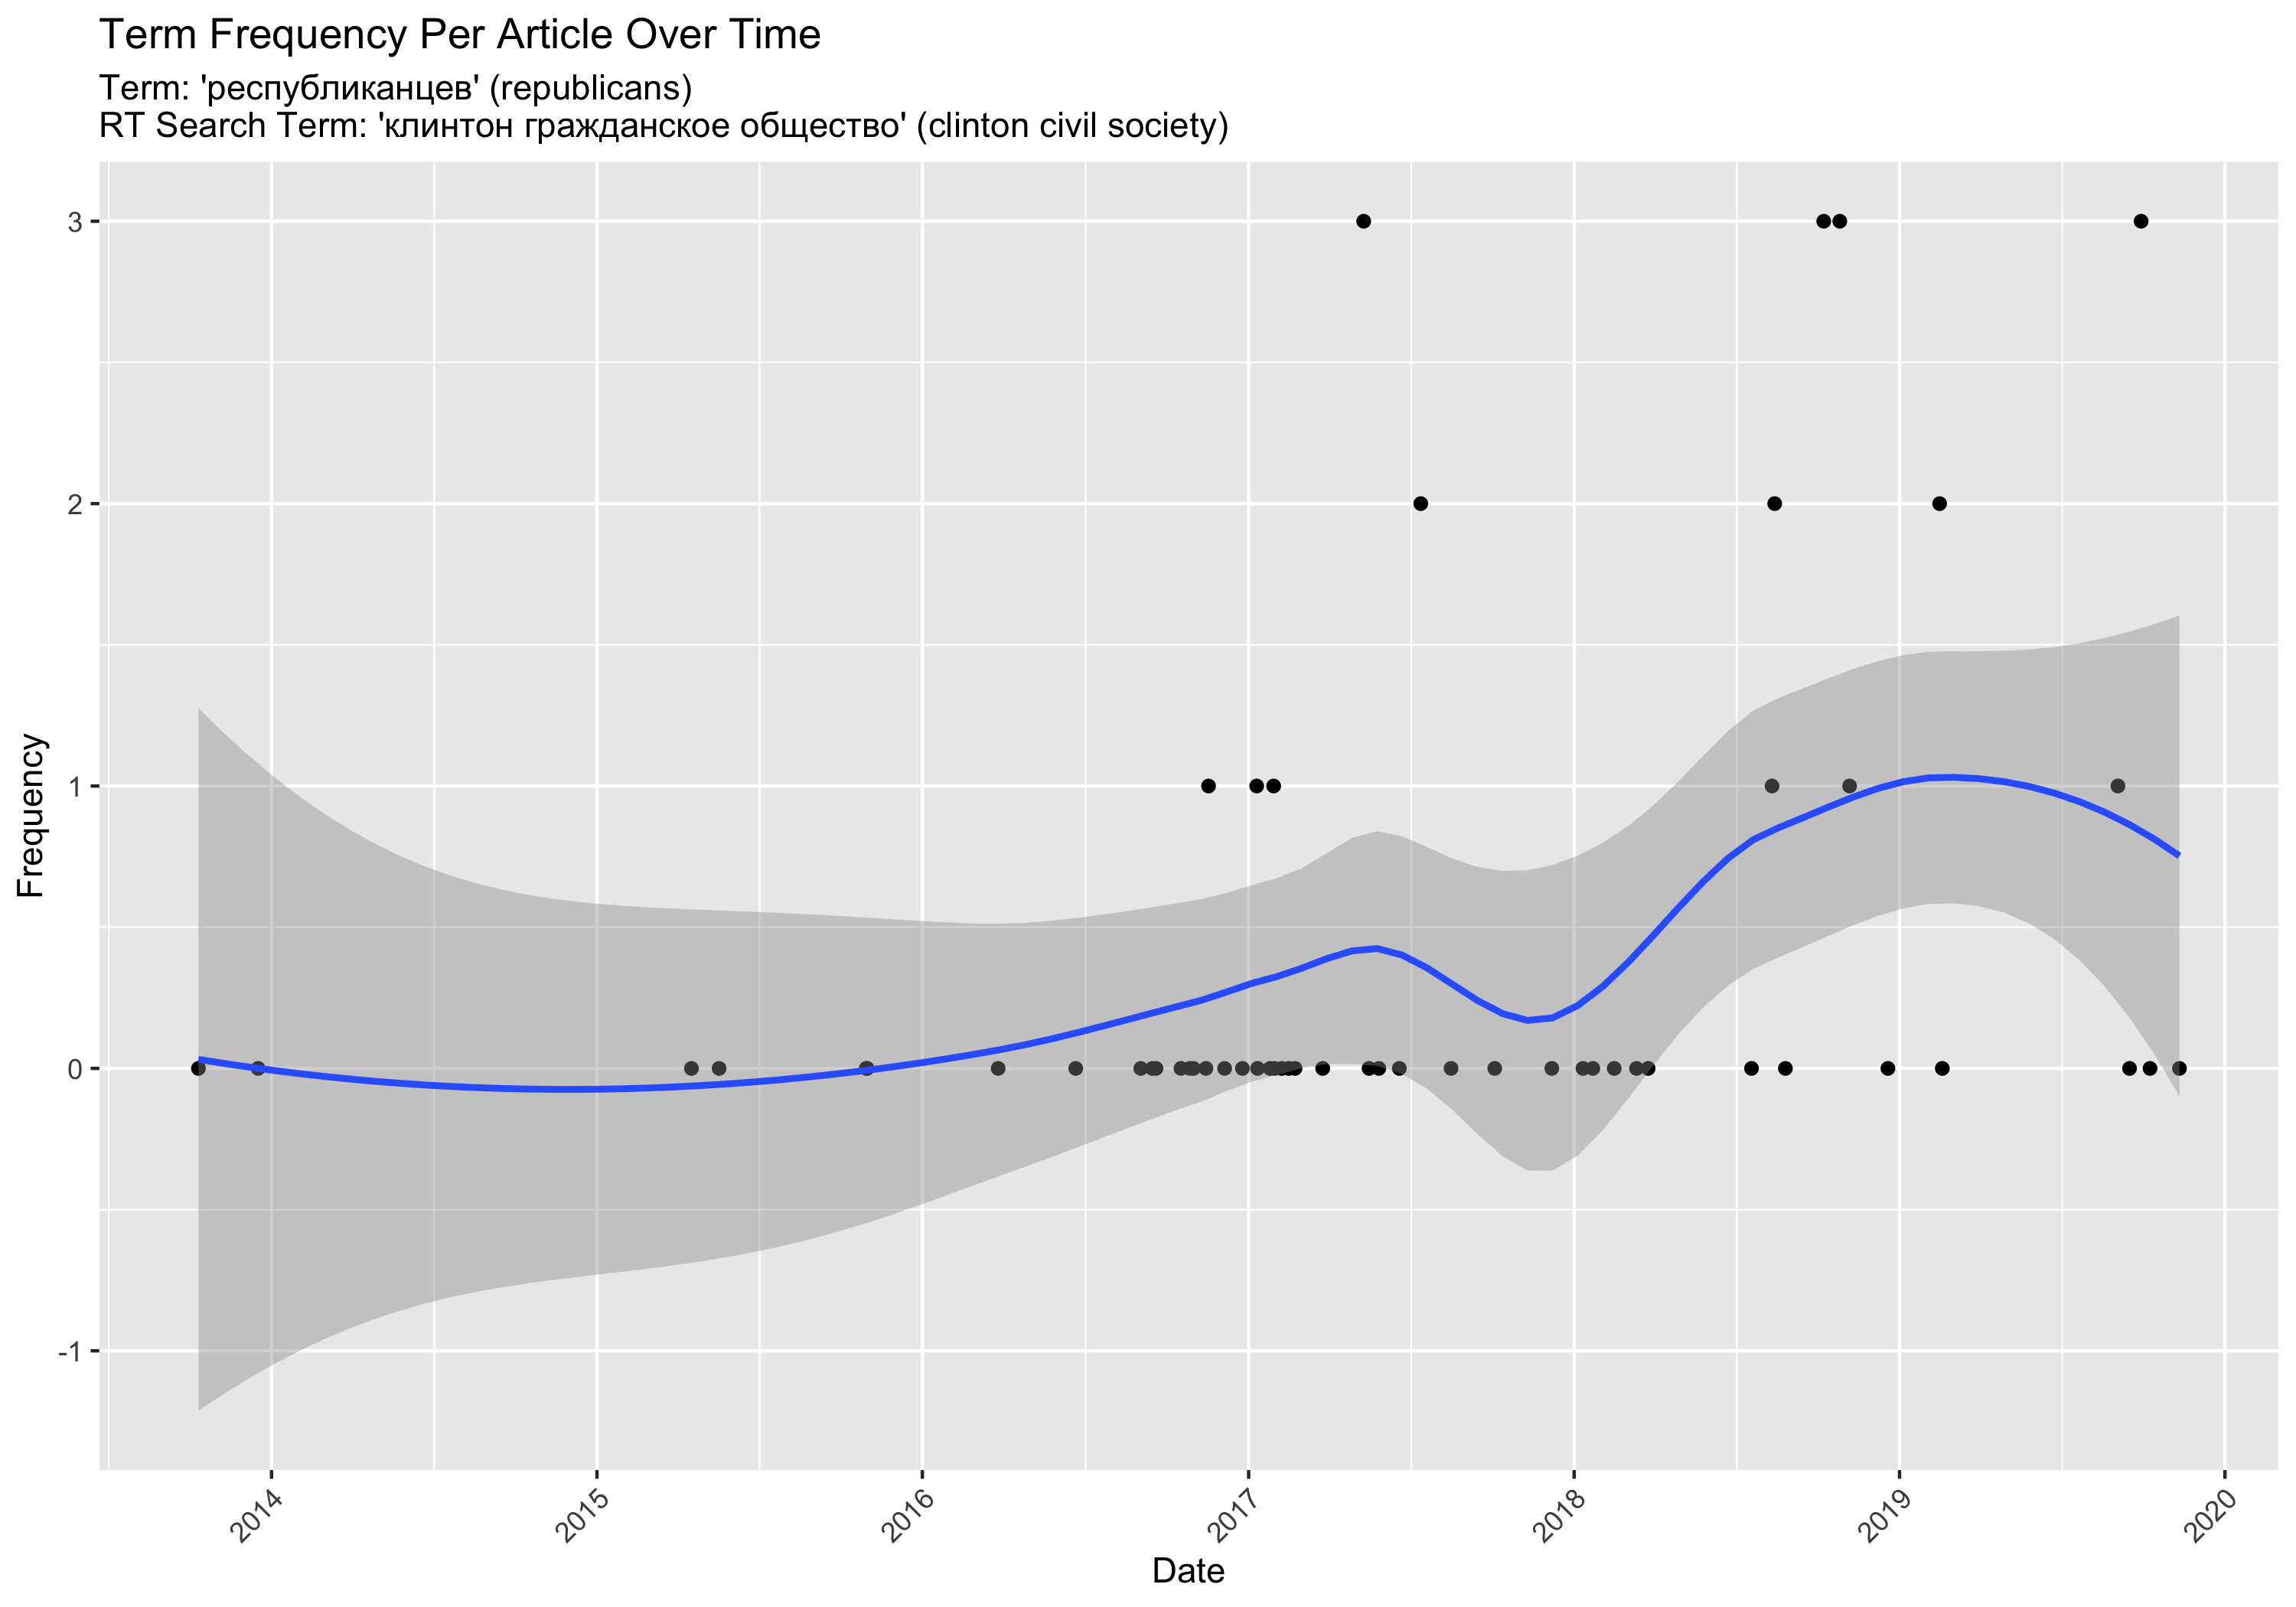 Term Frequency Per Article Over Time
Term: 'республиканцев' (republicans)
RT Search Term: 'клинтон гражданское общество' (clinton civil society)
3
2
1
0
-1
Frequency
2014
2015
2016
2017
2018
2019
2020
Date